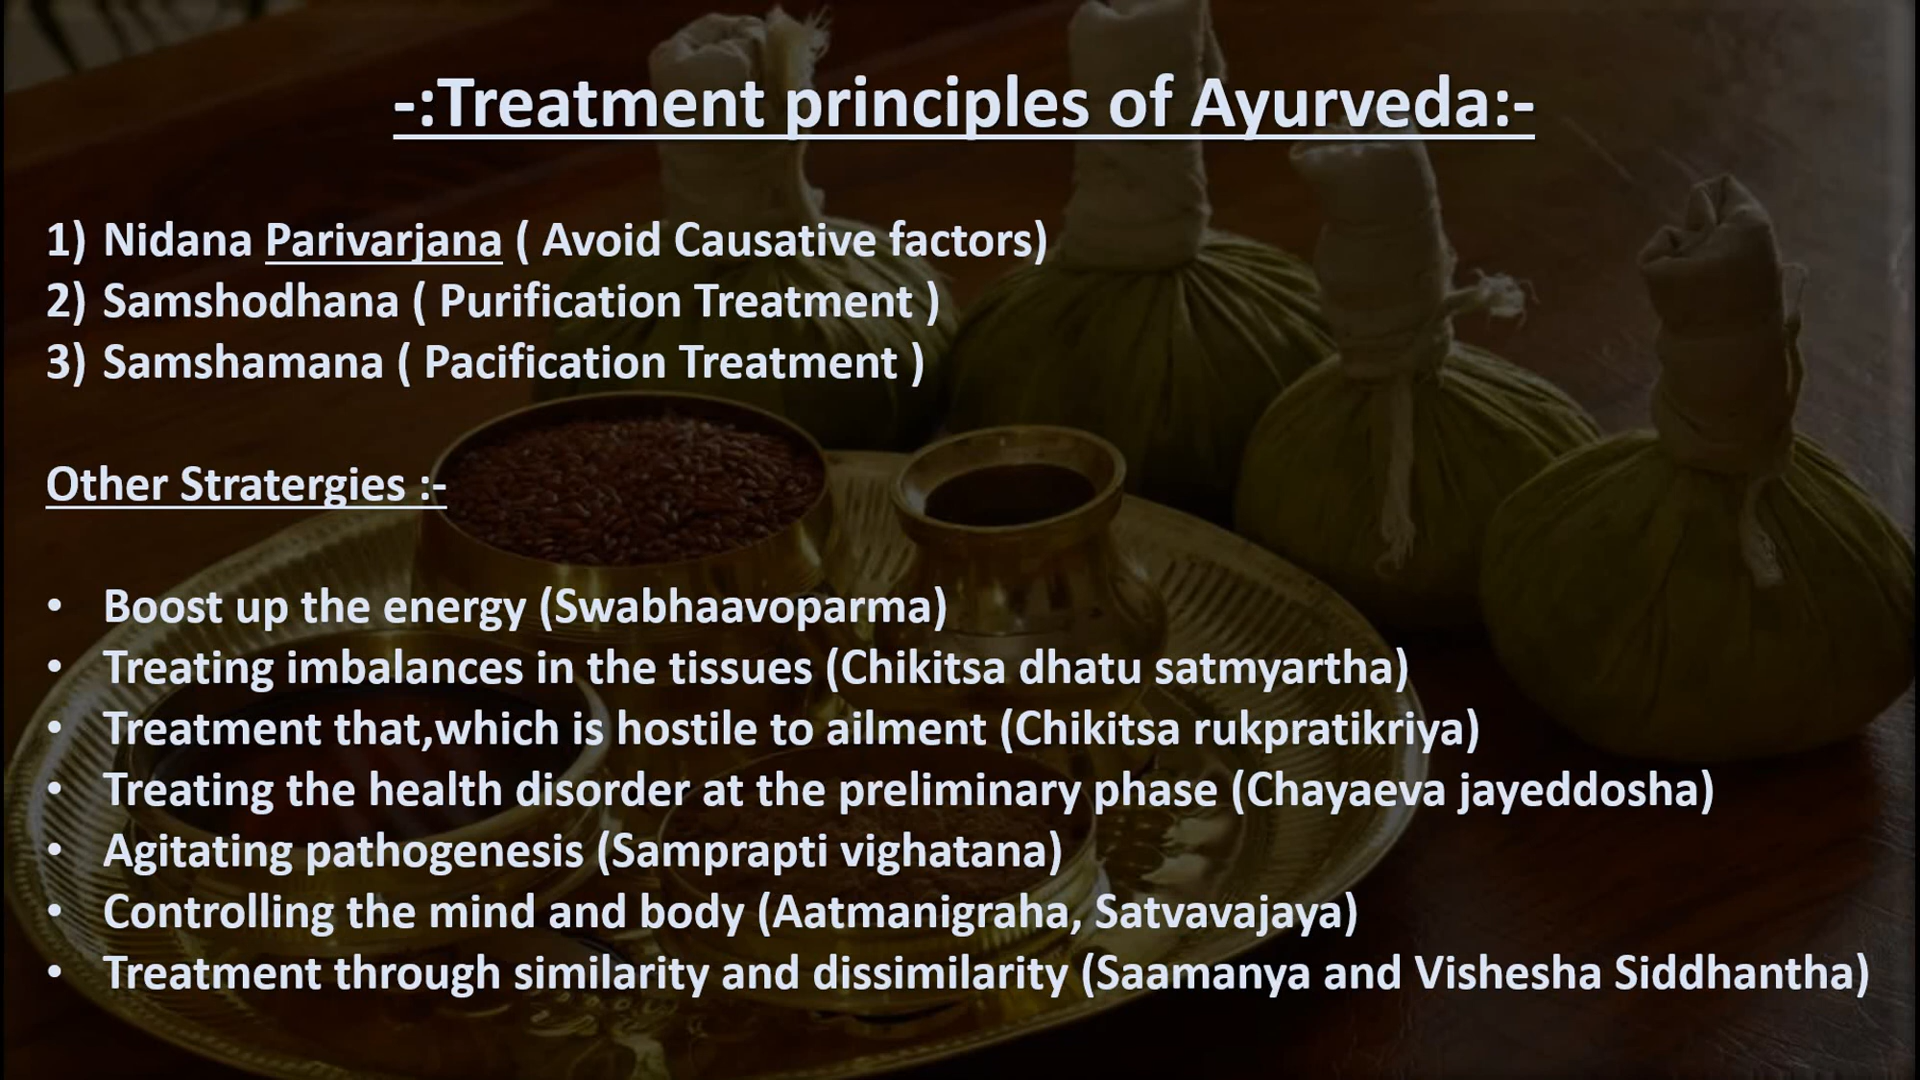 -:Treatment principles of Ayurveda:-
1) Nidana Parivarjana ( Avoid Causative factors)
2) Samshodhana ( Purification Treatment )
3) Samshamana ( Pacification Treatment )
Other Stratergies :-
• Boost up the energy (Swabhaavoparma)
• Treating imbalances in the tissues (Chikitsa dhatu satmyartha)
• Treatment that,which is hostile to ailment (Chikitsa rukpratikriya)
• Treating the health disorder at the preliminary phase (Chayaeva jayeddosha)
• Agitating pathogenesis (Samprapti vighatana)
• Controlling the mind and body (Aatmanigraha, Satvavajaya)
• Treatment through similarity and dissimilarity (Saamanya and Vishesha Siddhantha)